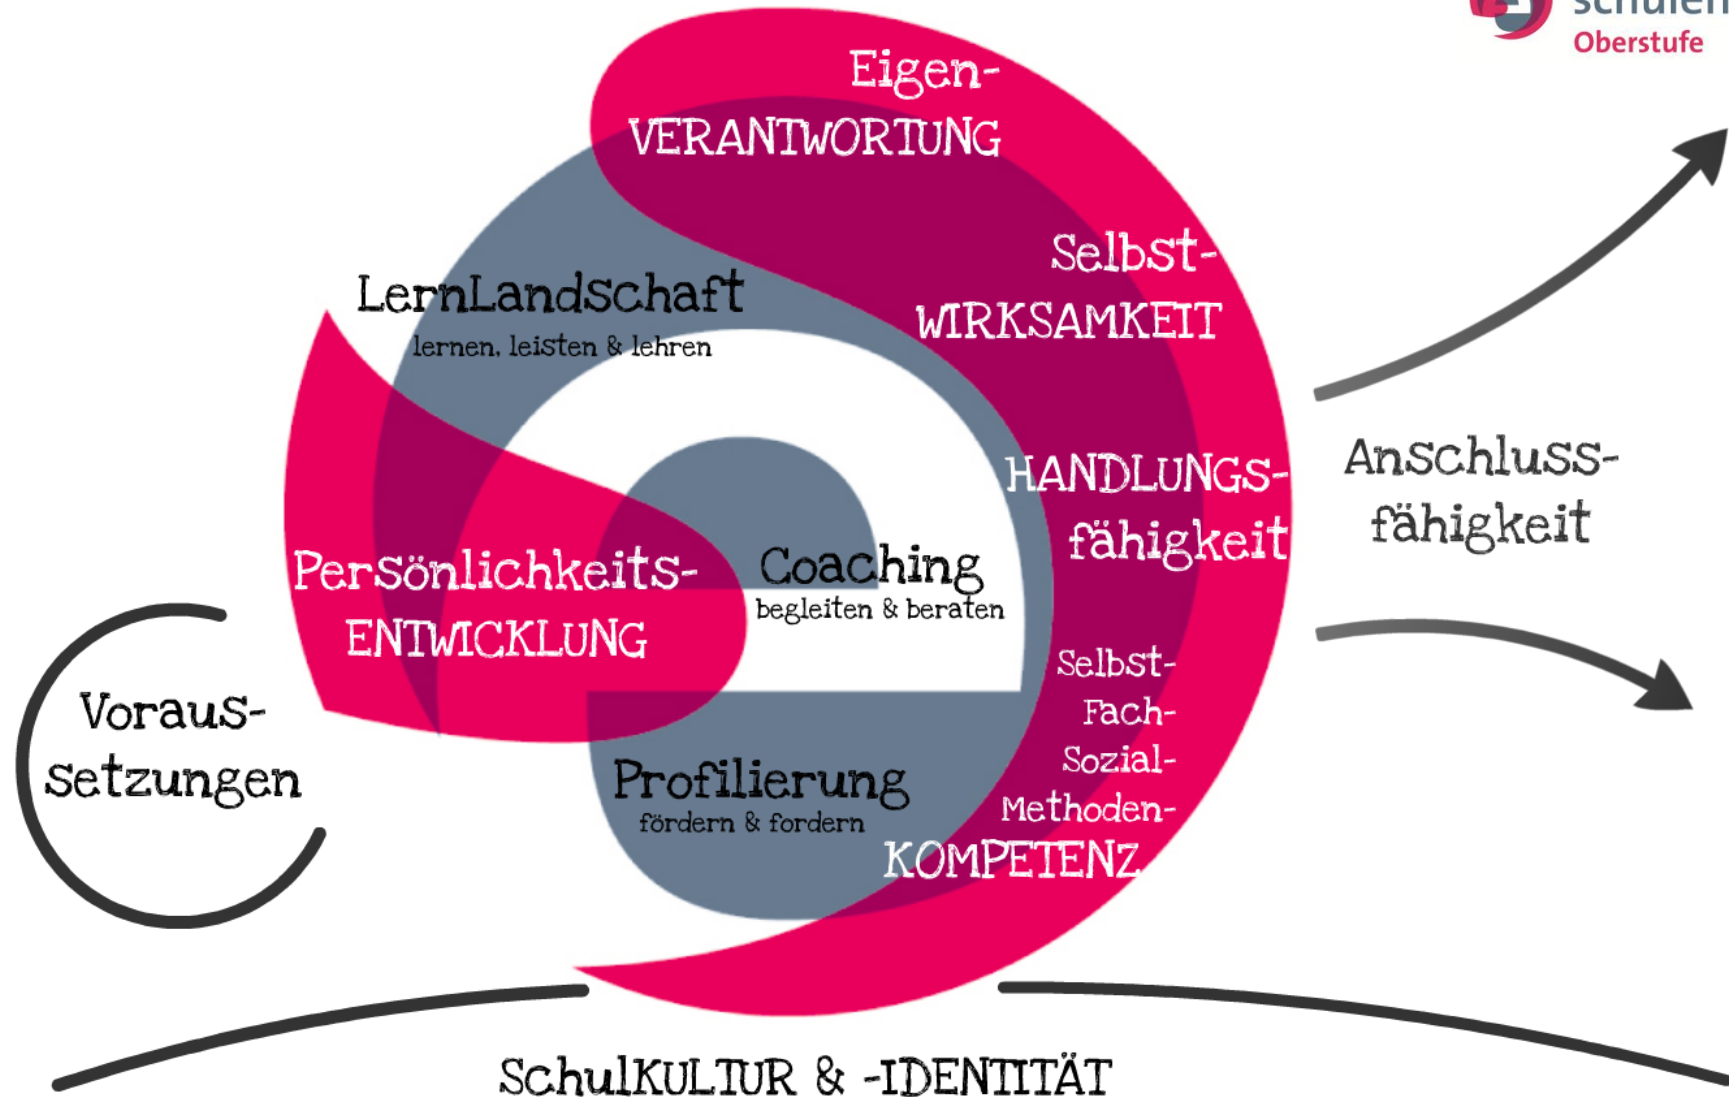 schulen
Oberstufe
Eigen-
VERANTWORTUNG
Selbst-
WIRKSAMKEIT
LernLandschaft
lernen, leisten & lehren
HANDLUNGS-
fähigkeit
Anschluss-
fähigkeit
Coaching
begleiten & beraten
Persönlichkeits-
ENTWICKLUNG
Voraus-
setzungen
Selbst-
Fach-
Sozial-
Methoden-
KOMPETENZ
Profilierung
fördern & fordern
SchulKULTUR & -IDENTITÄT